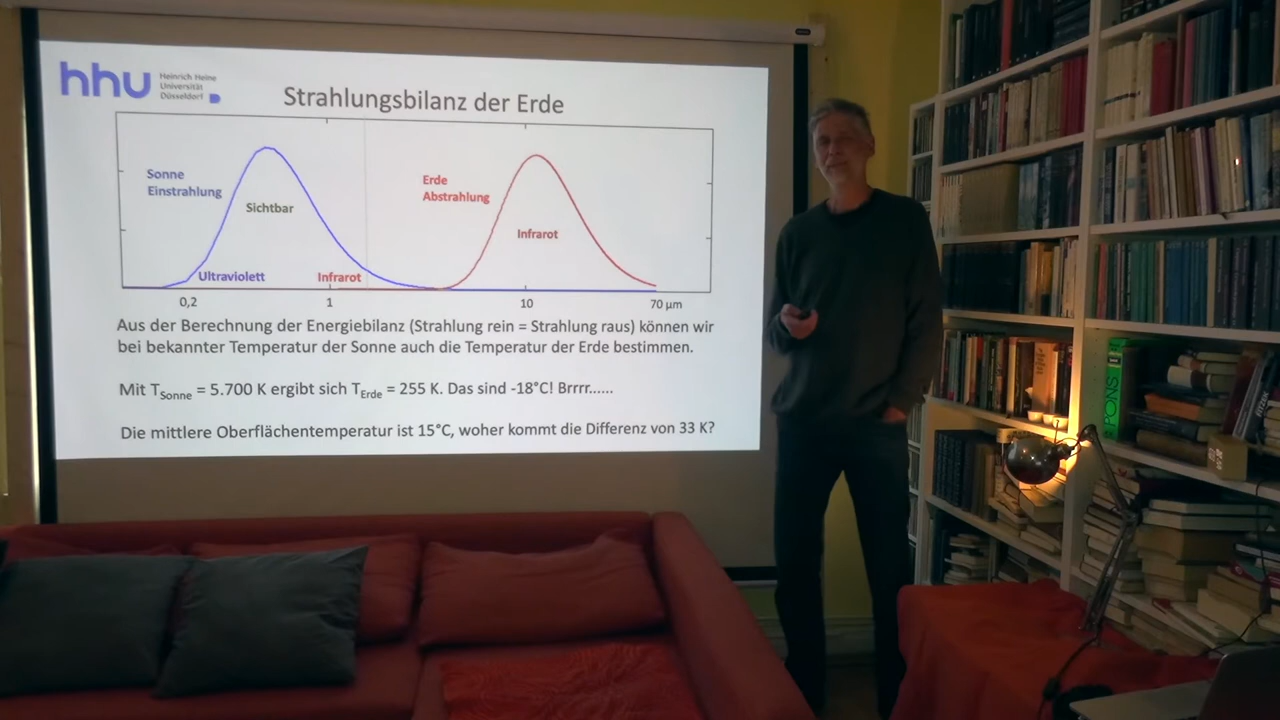 hhu
Heinrich Heine
Universität
Düsseldorf
Strahlungsbilanz der Erde
Sonne
Einstrahlung
Sichtbar
Erde
Abstrahlung
Infrarot
Ultraviolett
Infrarot
0,2
1
10
70 µm
Aus der Berechnung der Energiebilanz (Strahlung rein = Strahlung raus) können wir
bei bekannter Temperatur der Sonne auch die Temperatur der Erde bestimmen.
Mit TSonne = 5.700 K ergibt sich TErde = 255 K. Das sind -18°C! Brrrr......
Die mittlere Oberflächentemperatur ist 15°C, woher kommt die Differenz von 33 K?
PONS